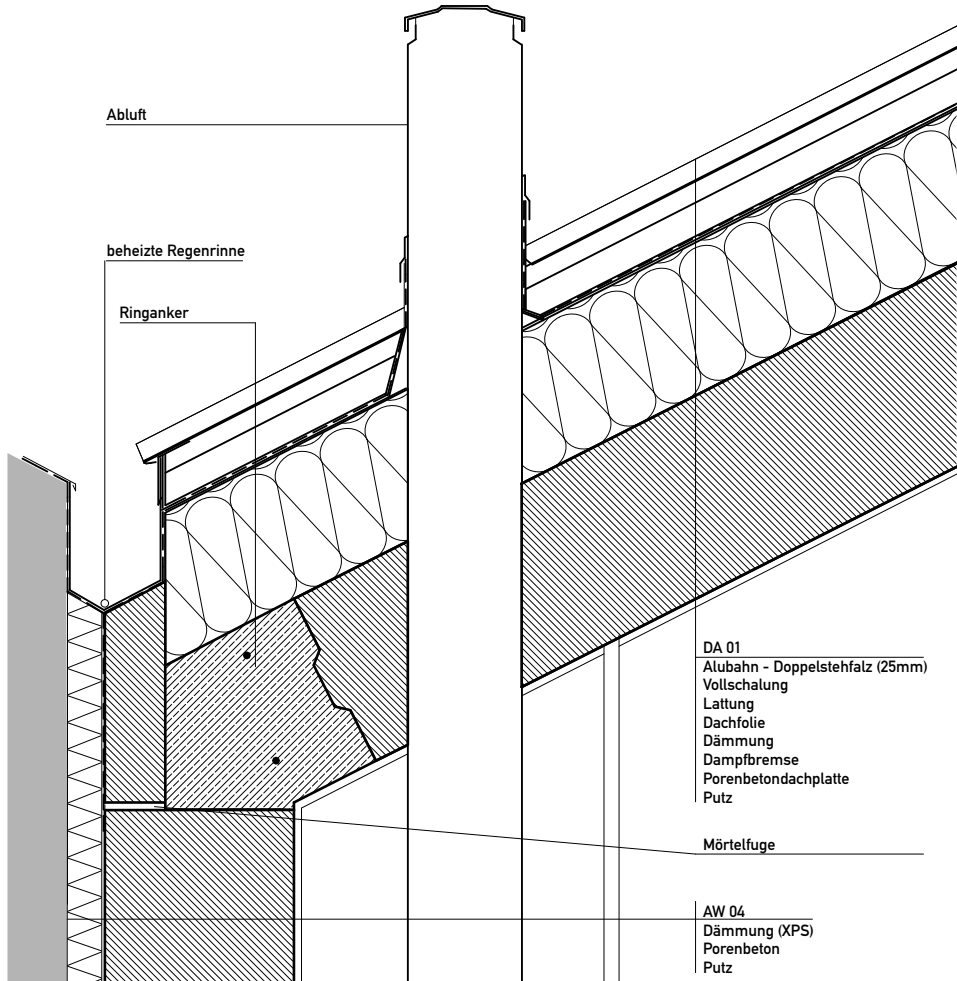 Abluft
beheizte Regenrinne
Ringanker
DA 01
Alubahn - Doppelstehfalz (25mm)
Vollschalung
Lattung
Dachfolie
Dämmung
Dampfbremse
Porenbetondachplatte
Putz
Mörtelfuge
AW 04
Dämmung (XPS)
Porenbeton
Putz